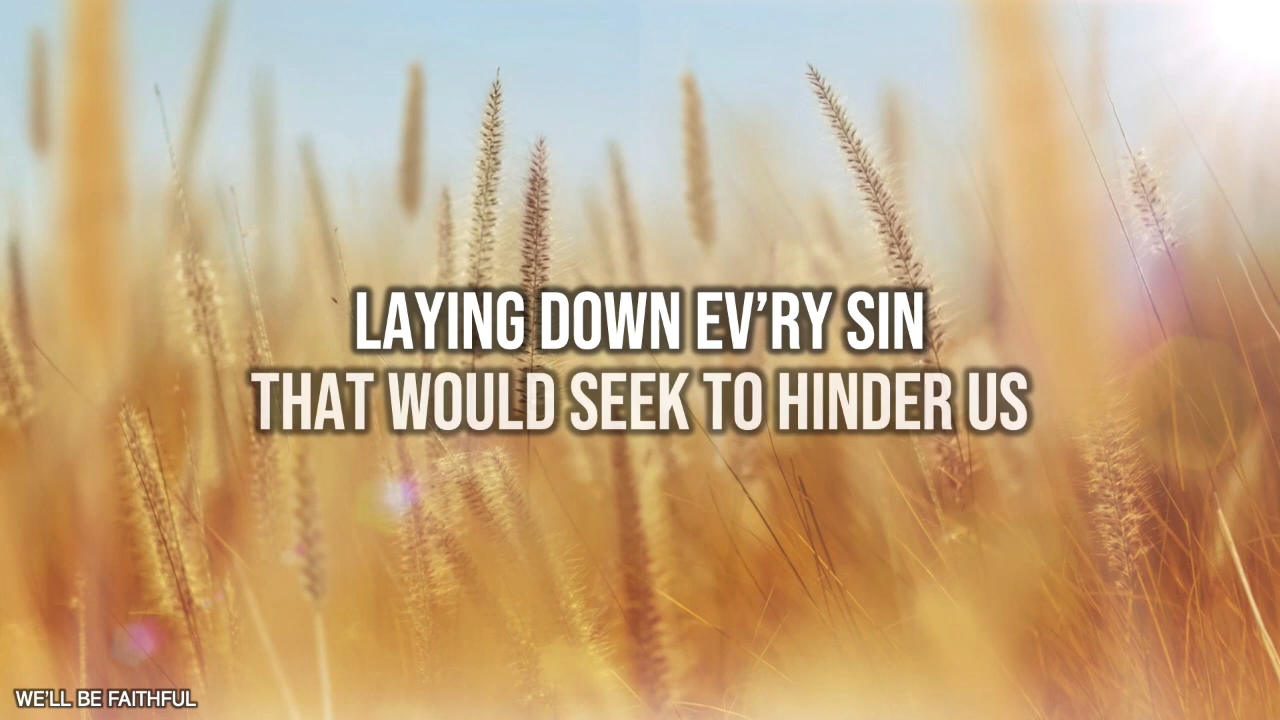 LAYING DOWN EV’RY SIN
THAT WOULD SEEK TO HINDER US
WE’LL BE FAITHFUL